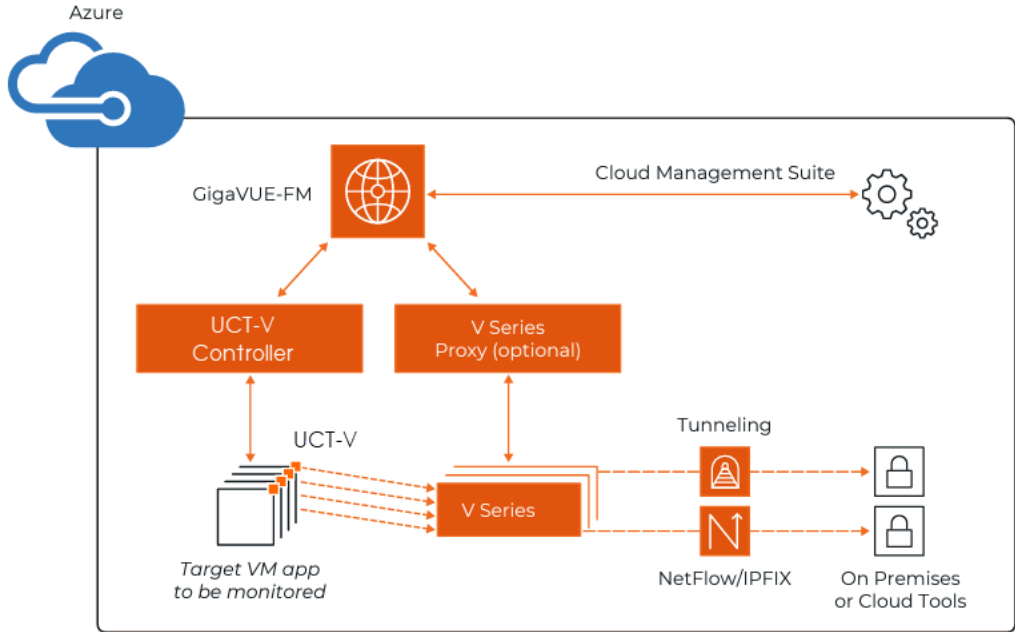 Azure
GigaVUE-FM
Cloud Management Suite
UCT-V
Controller
V Series
Proxy (optional)
UCT-V
Tunneling
V Series
Target VM app
to be monitored
NetFlow/IPFIX
On Premises
or Cloud Tools